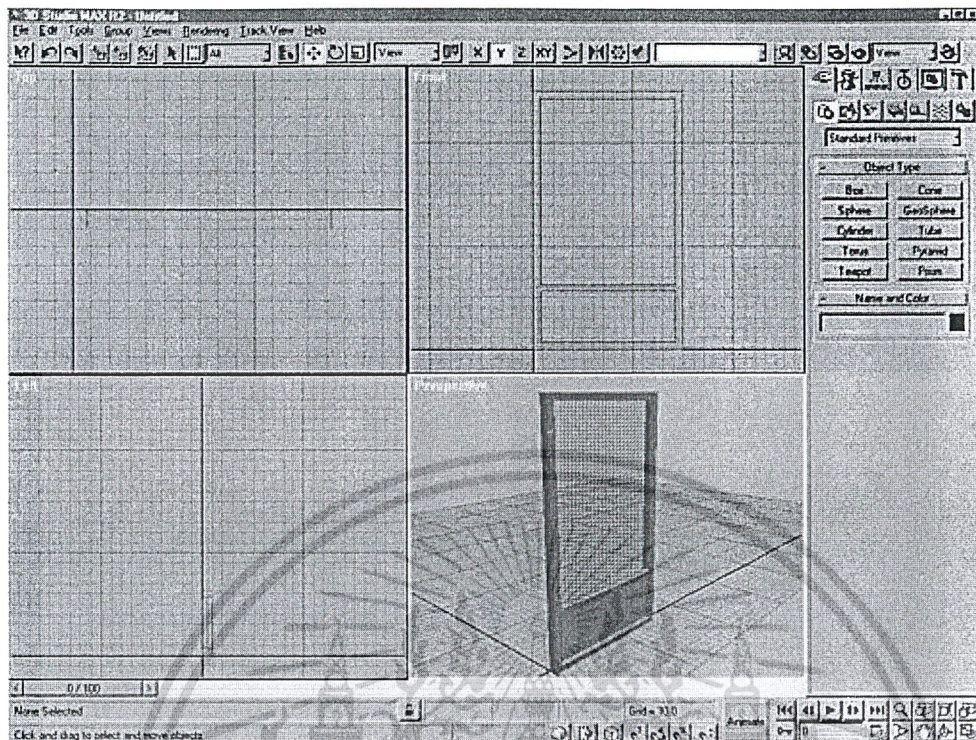 3D Studio MAX R2 - Untitled
File Edit Tools Group Views Rendering Track View Help
All
View
X Y Z XY
View
Top
Front
Standard Primitives
- Object Type
Box Cone
Sphere GeoSphere
Cylinder Tube
Torus Pyramid
Teapot Prism
- Name and Color
Left
Perspective
0 / 100
None Selected
Grid = 30.0
Animate
Click and drag to select and move objects
0